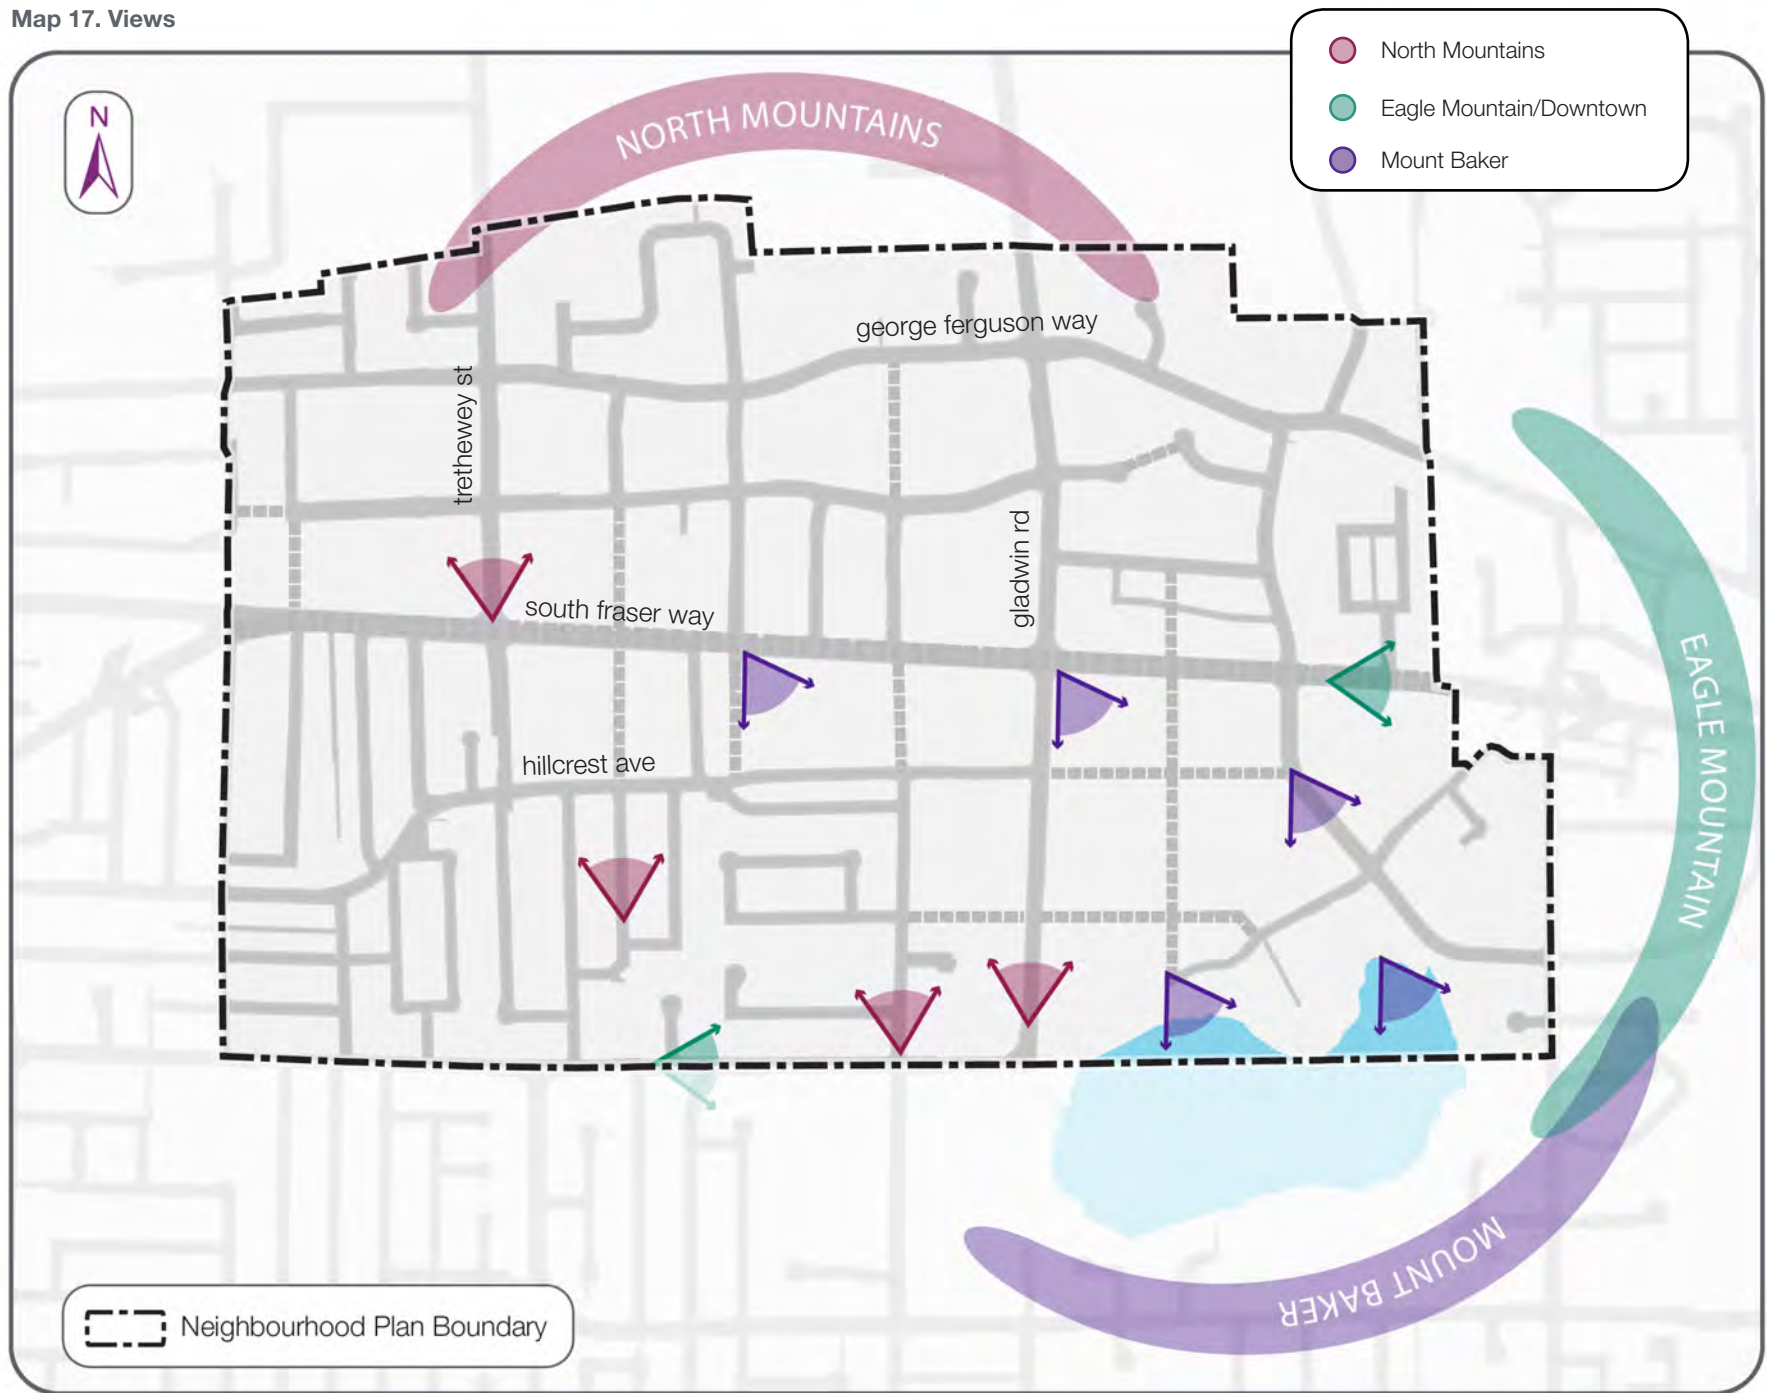 Map 17. Views
North Mountains
Eagle Mountain/Downtown
Mount Baker
N
NORTH MOUNTAINS
george ferguson way
trethewey st
gladwin rd
south fraser way
hillcrest ave
EAGLE MOUNTAIN
MOUNT BAKER
Neighbourhood Plan Boundary